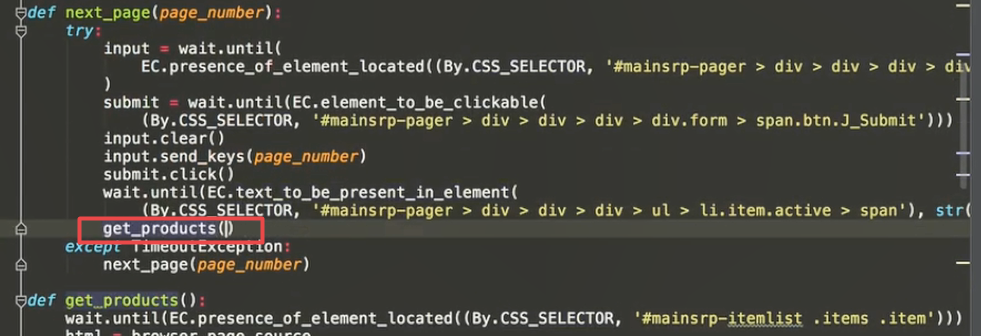 def next_page(page_number):
try:
input = wait.until(
EC.presence_of_element_located((By.CSS_SELECTOR, '#mainsrp-pager > div > div > div > div
)
submit = wait.until(EC.element_to_be_clickable(
(By.CSS_SELECTOR, '#mainsrp-pager > div > div > div > div.form > span.btn.J_Submit')))
input.clear()
input.send_keys(page_number)
submit.click()
wait.until(EC.text_to_be_present_in_element(
(By.CSS_SELECTOR, '#mainsrp-pager > div > div > div > ul > li.item.active > span'), str(
get_products()
except TimeoutException:
next_page(page_number)
def get_products():
wait.until(EC.presence_of_element_located((By.CSS_SELECTOR, '#mainsrp-itemlist .items .item')))
html = browser.page_source